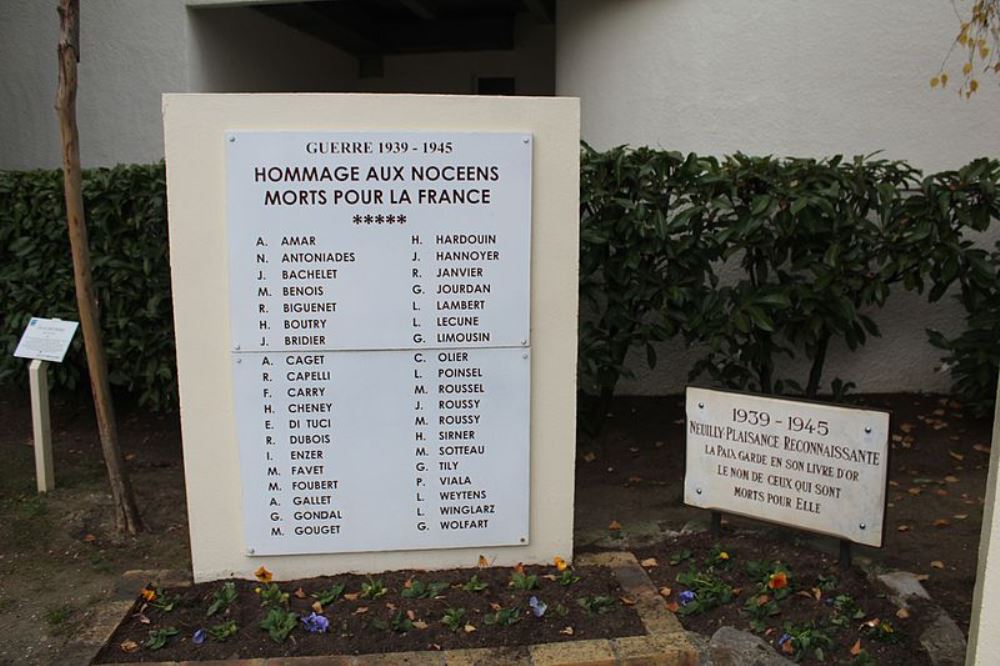 GUERRE 1939 - 1945
HOMMAGE AUX NOCEENS
MORTS POUR LA FRANCE
*****
A. AMAR
N. ANTONIADES
J. BACHELET
M. BENOIS
R. BIGUENET
H. BOUTRY
J. BRIDIER
A. CAGET
R. CAPELLI
F. CARRY
H. CHENEY
E. DI TUCI
R. DUBOIS
I. ENZER
M. FAVET
M. FOUBERT
A. GALLET
G. GONDAL
M. GOUGET
H. HARDOUIN
J. HANNOYER
R. JANVIER
G. JOURDAN
L. LAMBERT
L. LECUNE
G. LIMOUSIN
C. OLIER
L. POINSEL
M. ROUSSEL
J. ROUSSY
M. ROUSSY
H. SIRNER
M. SOTTEAU
G. TILY
P. VIALA
L. WEYTENS
L. WINGLARZ
G. WOLFART
1939 - 1945
NEUILLY-PLAISANCE RECONNAISSANTE
LA PAIX GARDE EN SON LIVRE D'OR
LE NOM DE CEUX QUI SONT
MORTS POUR ELLE